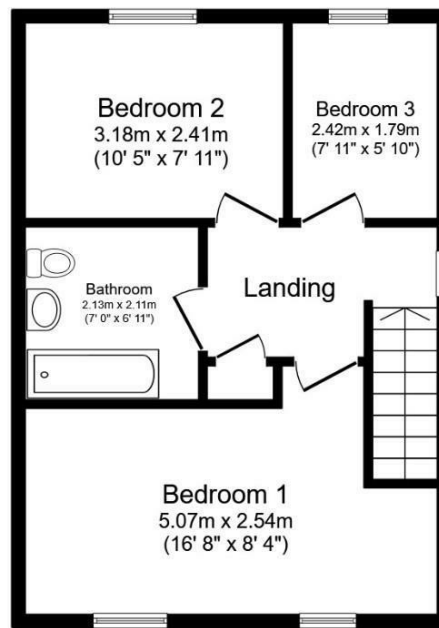 Bedroom 2
3.18m x 2.41m
(10' 5" x 7' 11")
Bedroom 3
2.42m x 1.79m
(7' 11" x 5' 10")
Bathroom
2.13m x 2.11m
(7' 0" x 6' 11")
Landing
Bedroom 1
5.07m x 2.54m
(16' 8" x 8' 4")